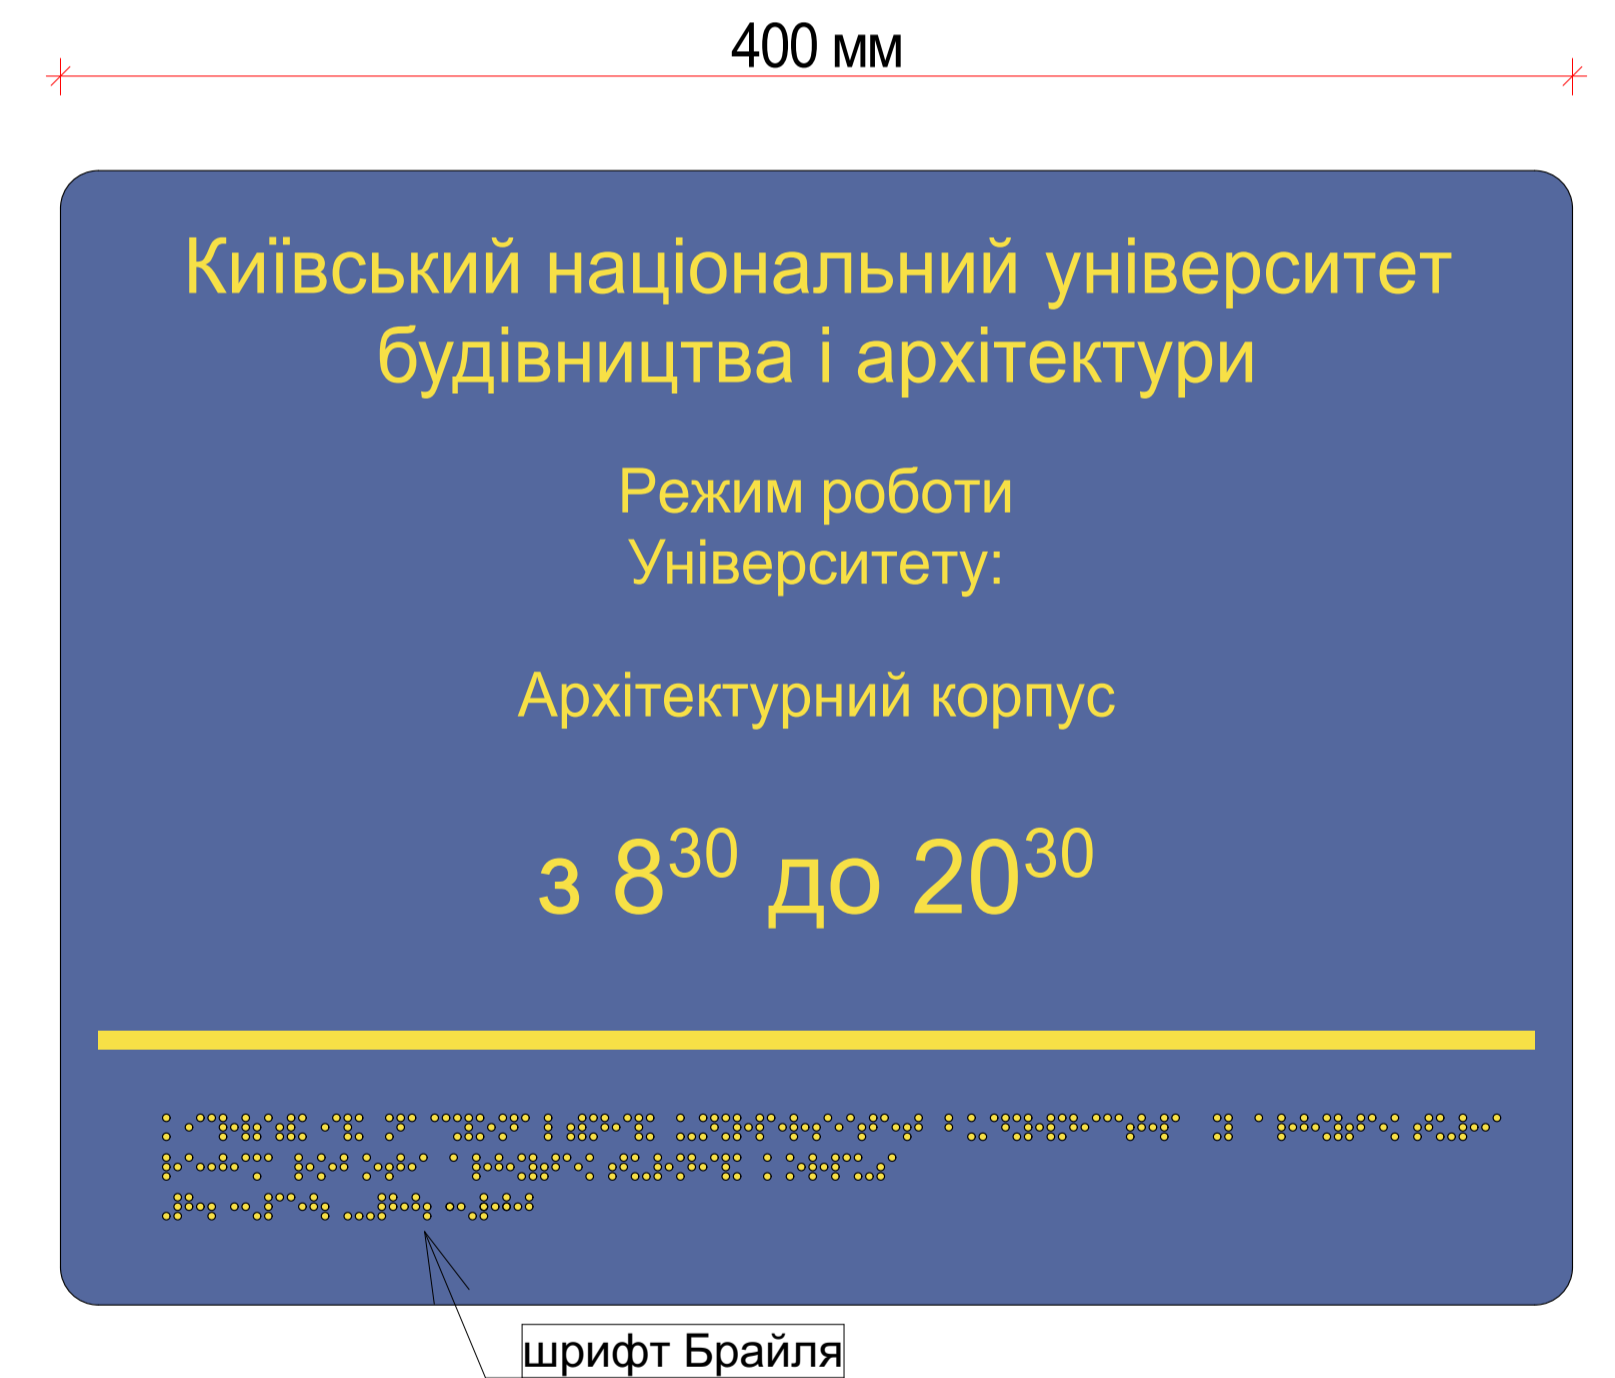 400 мм
Київський національний університет
будівництва і архітектури
Режим роботи
Університету:
Архітектурний корпус
з 8³⁰ до 20³⁰
шрифт Брайля